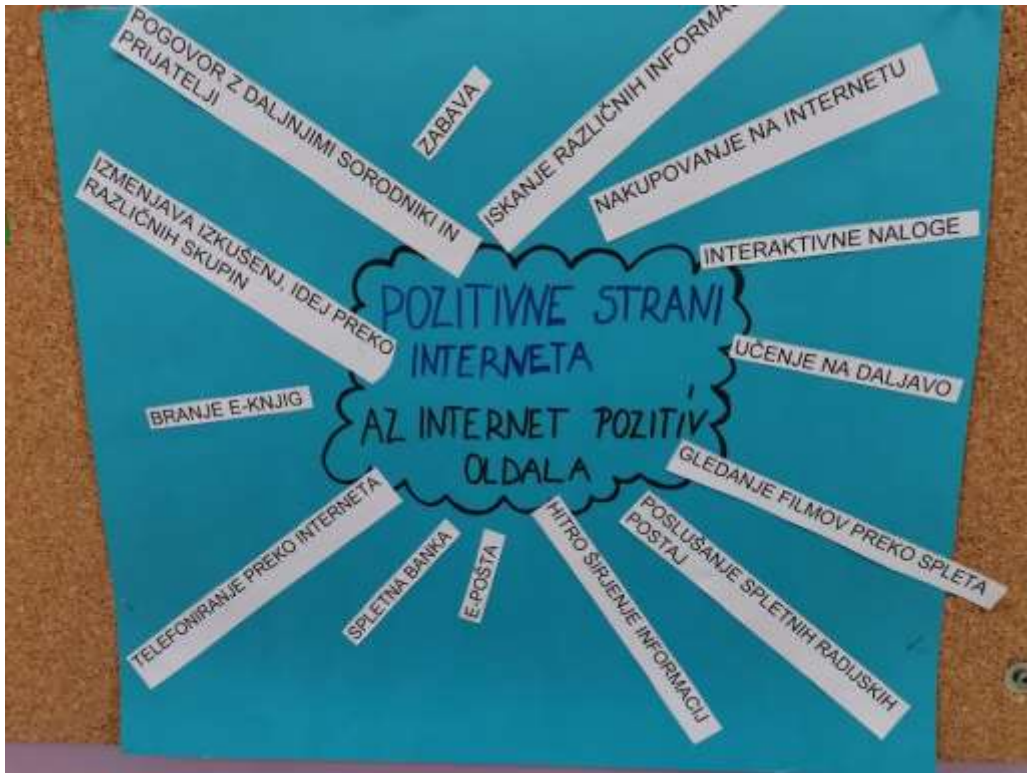 POZITIVNE STRANI
INTERNETA
AZ INTERNET POZITÍV
OLDALA
POGOVOR Z DALJNJIMI SORODNIKI IN
PRIJATELJI
ZABAVA
ISKANJE RAZLIČNIH
NAKUPOVANJE NA INTERNETU
INTERAKTIVNE NALOGE
UČENJE NA DALJAVO
GLEDANJE FILMOV PREKO SPLETA
POSLUŠANJE SPLETNIH RADIJSKIH
POSTAJ
HITRO ŠIRJENJE INFORMACIJ
E-POŠTA
SPLETNA BANKA
TELEFONIRANJE PREKO INTERNETA
BRANJE E-KNJIG
IZMENJAVA IZKUŠENJ, IDEJ PREKO
RAZLIČNIH SKUPIN